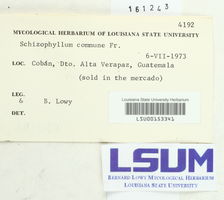 161243
4192
MYCOLOGICAL HERBARIUM OF LOUISIANA STATE UNIVERSITY
Schizophyllum commune Fr.
6-VII-1973
LOC. Cobán, Dto. Alta Verapaz, Guatemala
(sold in the mercado)
LEG.
& B. Lowy
DET.
Louisiana State University Herbarium
LSU00153341
LSUM
BERNARD LOWY MYCOLOGICAL HERBARIUM
LOUISIANA STATE UNIVERSITY